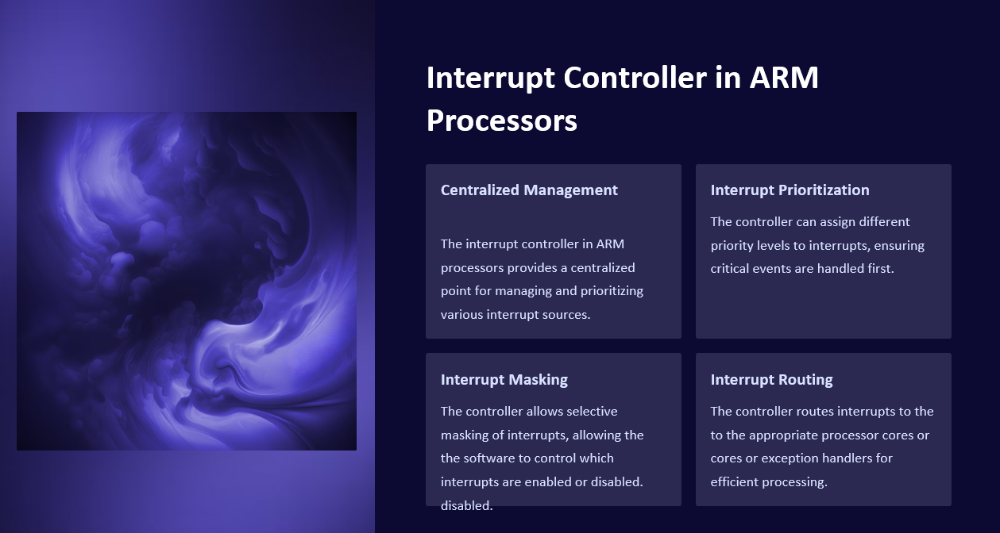 Interrupt Controller in ARM
Processors
Centralized Management
The interrupt controller in ARM
processors provides a centralized
point for managing and prioritizing
various interrupt sources.
Interrupt Prioritization
The controller can assign different
priority levels to interrupts, ensuring
critical events are handled first.
Interrupt Masking
The controller allows selective
masking of interrupts, allowing the
the software to control which
interrupts are enabled or disabled.
disabled.
Interrupt Routing
The controller routes interrupts to the
to the appropriate processor cores or
cores or exception handlers for
efficient processing.